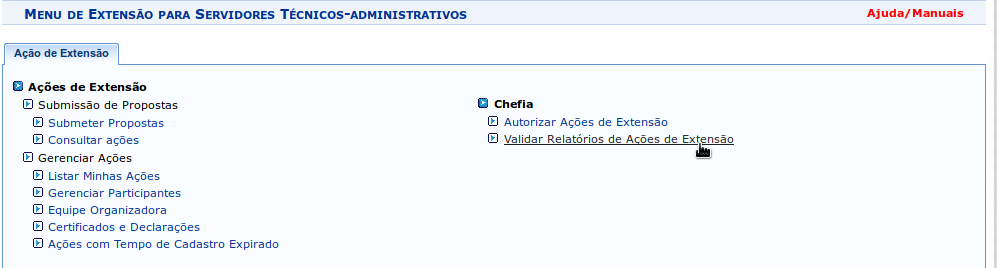 Menu de Extensão para Servidores Técnicos-administrativos
Ajuda/Manuais
Ação de Extensão
Ações de Extensão
Submissão de Propostas
Submeter Propostas
Consultar ações
Gerenciar Ações
Listar Minhas Ações
Gerenciar Participantes
Equipe Organizadora
Certificados e Declarações
Ações com Tempo de Cadastro Expirado
Chefia
Autorizar Ações de Extensão
Validar Relatórios de Ações de Extensão